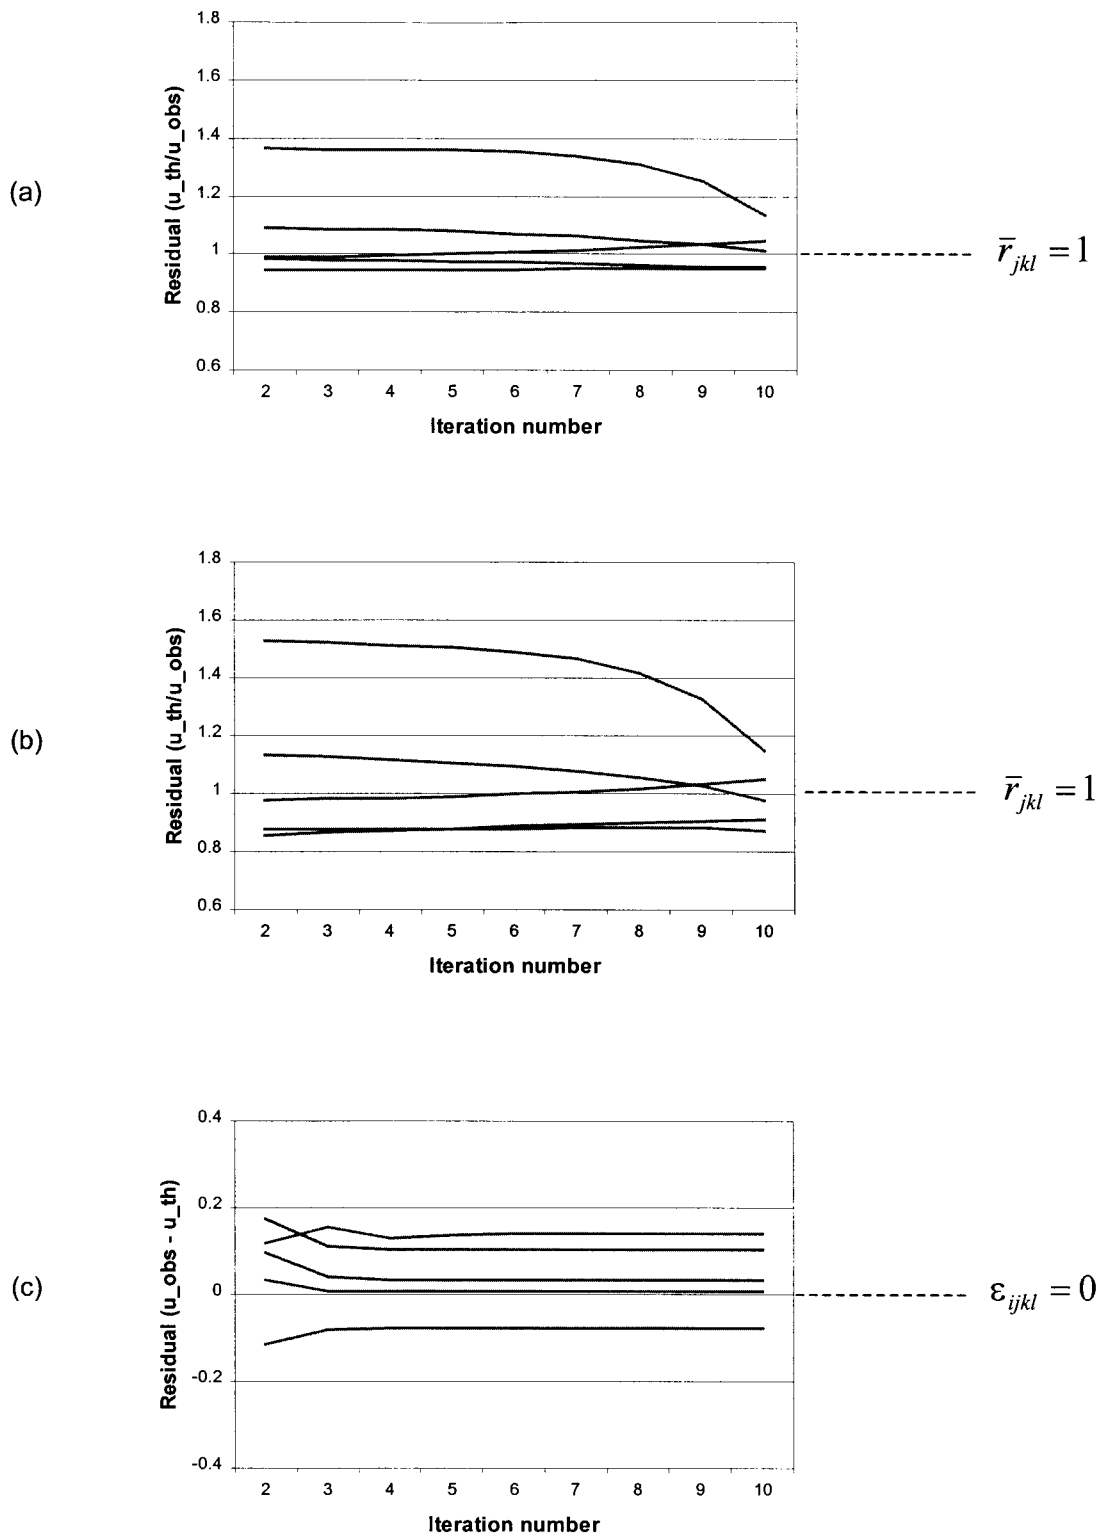 (a)
Residual (u_th/u_obs)
1.8
1.6
1.4
1.2
1
0.8
0.6
2 3 4 5 6 7 8 9 10
Iteration number
r̅jkl = 1
(b)
Residual (u_th/u_obs)
1.8
1.6
1.4
1.2
1
0.8
0.6
2 3 4 5 6 7 8 9 10
Iteration number
r̅jkl = 1
(c)
Residual (u_obs - u_th)
0.4
0.2
0
-0.2
-0.4
2 3 4 5 6 7 8 9 10
Iteration number
εijkl = 0